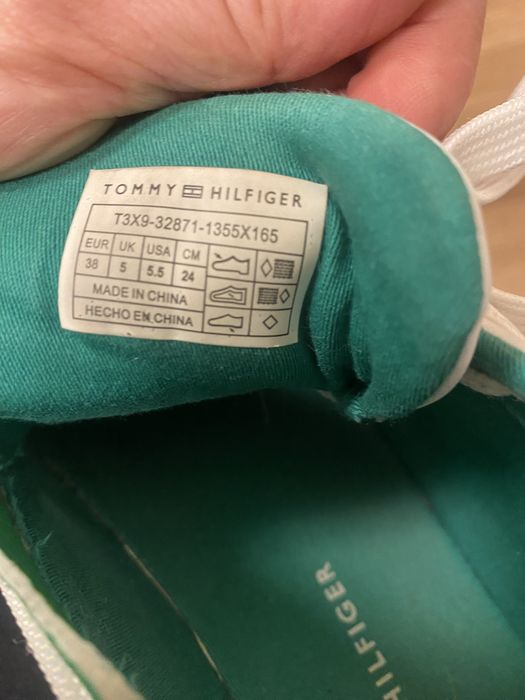 TOMMY HILFIGER
T3X9-32871-1355X165
EUR UK USA CM
38 5 5.5 24
MADE IN CHINA
HECHO EN CHINA
HILFIGER